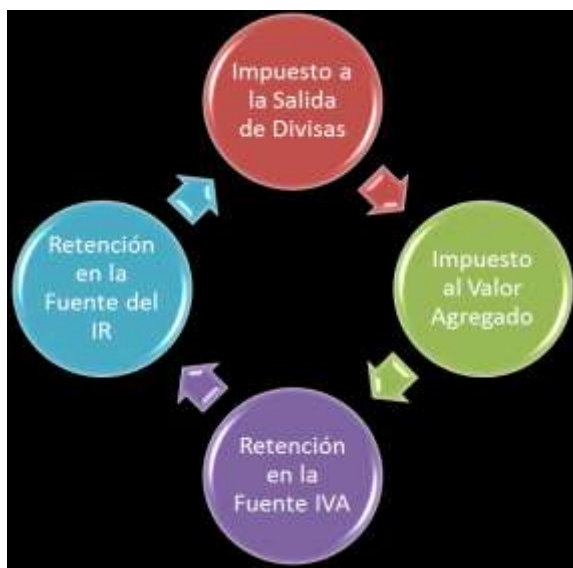 Impuesto a
la Salida
de Divisas
Impuesto
al Valor
Agregado
Retención
en la
Fuente IVA
Retención
en la
Fuente del
IR